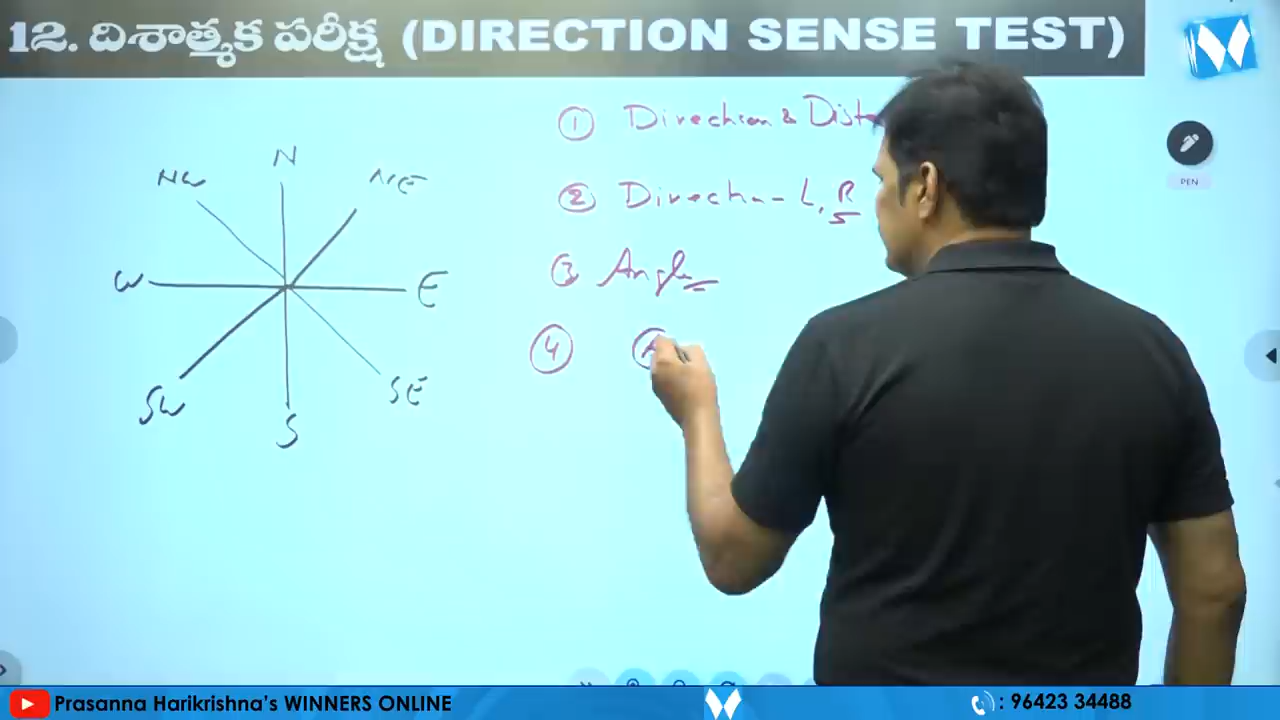 12. దిశాత్మక పరీక్ష (DIRECTION SENSE TEST)
N
NW
NE
W
E
SW
SE
S
① Direction & Dist
② Direction - L, R
③ Angle
④ A
PEN
Prasanna Harikrishna's WINNERS ONLINE
: 96423 34488